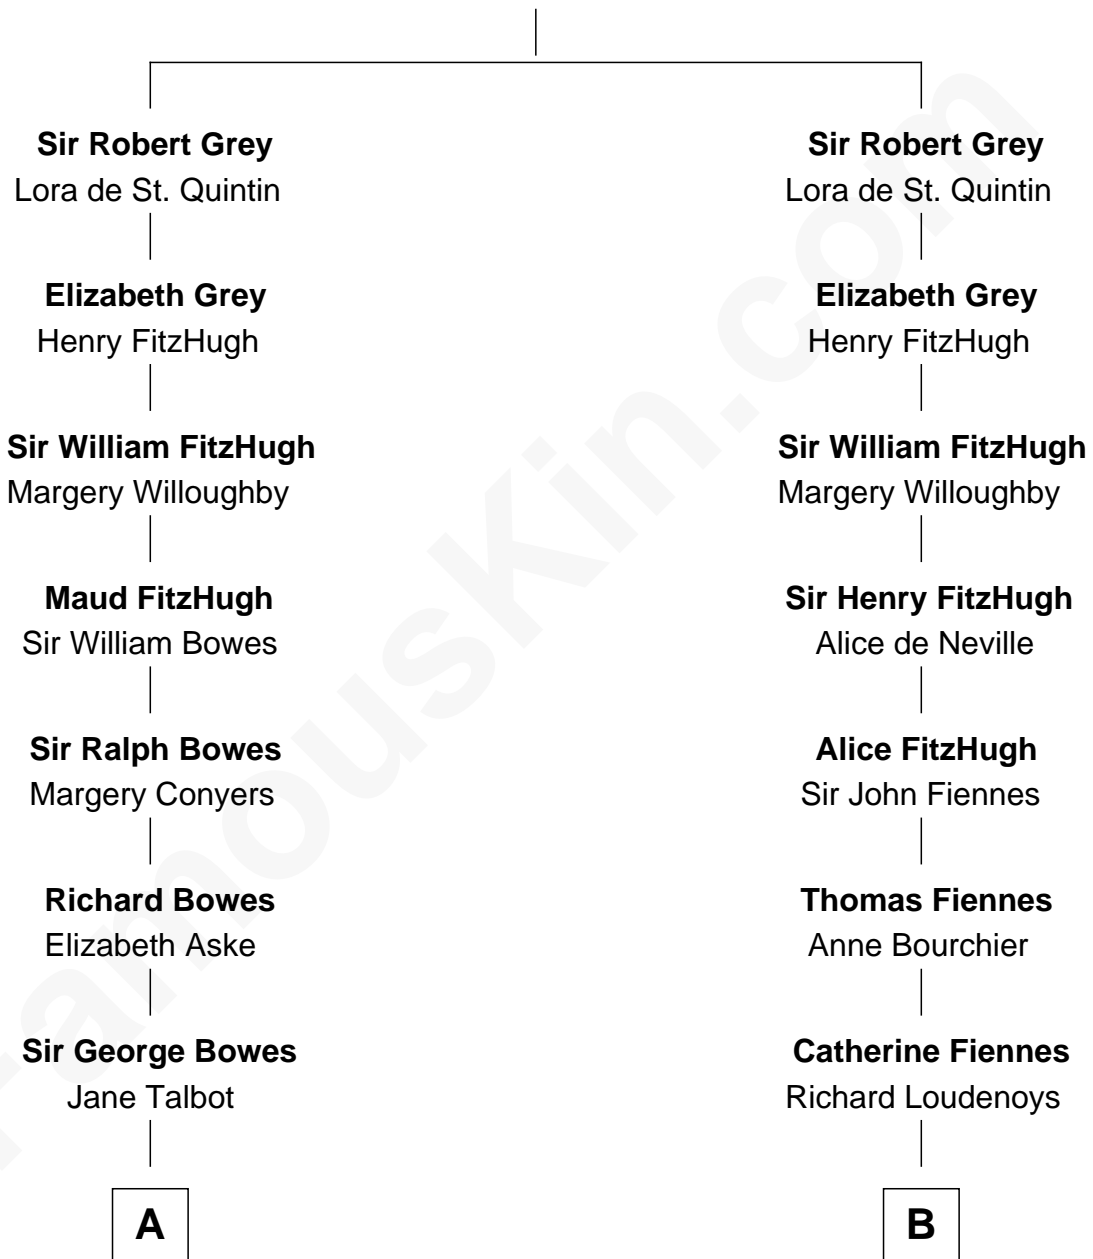 Sir Robert Grey
Lora de St. Quintin
Elizabeth Grey
Henry FitzHugh
Sir William FitzHugh
Margery Willoughby
Maud FitzHugh
Sir William Bowes
Sir Ralph Bowes
Margery Conyers
Richard Bowes
Elizabeth Aske
Sir George Bowes
Jane Talbot
A
Sir Robert Grey
Lora de St. Quintin
Elizabeth Grey
Henry FitzHugh
Sir William FitzHugh
Margery Willoughby
Sir Henry FitzHugh
Alice de Neville
Alice FitzHugh
Sir John Fiennes
Thomas Fiennes
Anne Bourchier
Catherine Fiennes
Richard Loudenoys
B
FamousKin.com